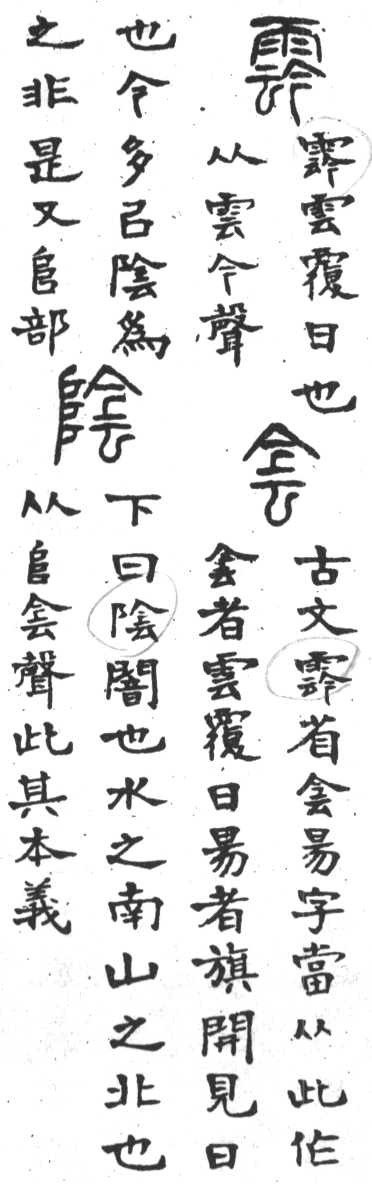 霒
霒雲覆日也
从雲今聲
侌
古文霒省侌昜字當从此作
侌者雲覆日昜者旗開見日
也今多㠯陰為
之非是又𨸏部
陰
下曰陰闇也水之南山之北也
从𨸏侌聲此其本義